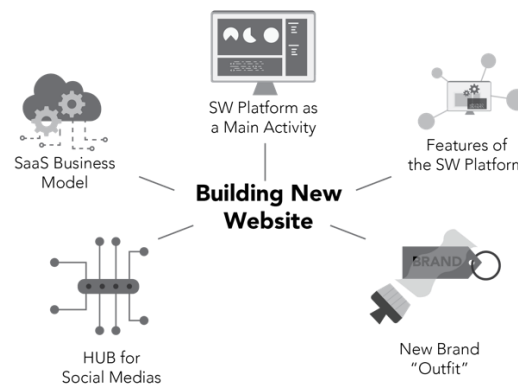 SW Platform as
a Main Activity
SaaS Business
Model
Features of
the SW Platform
Building New
Website
BRAND
HUB for
Social Medias
New Brand
“Outfit”